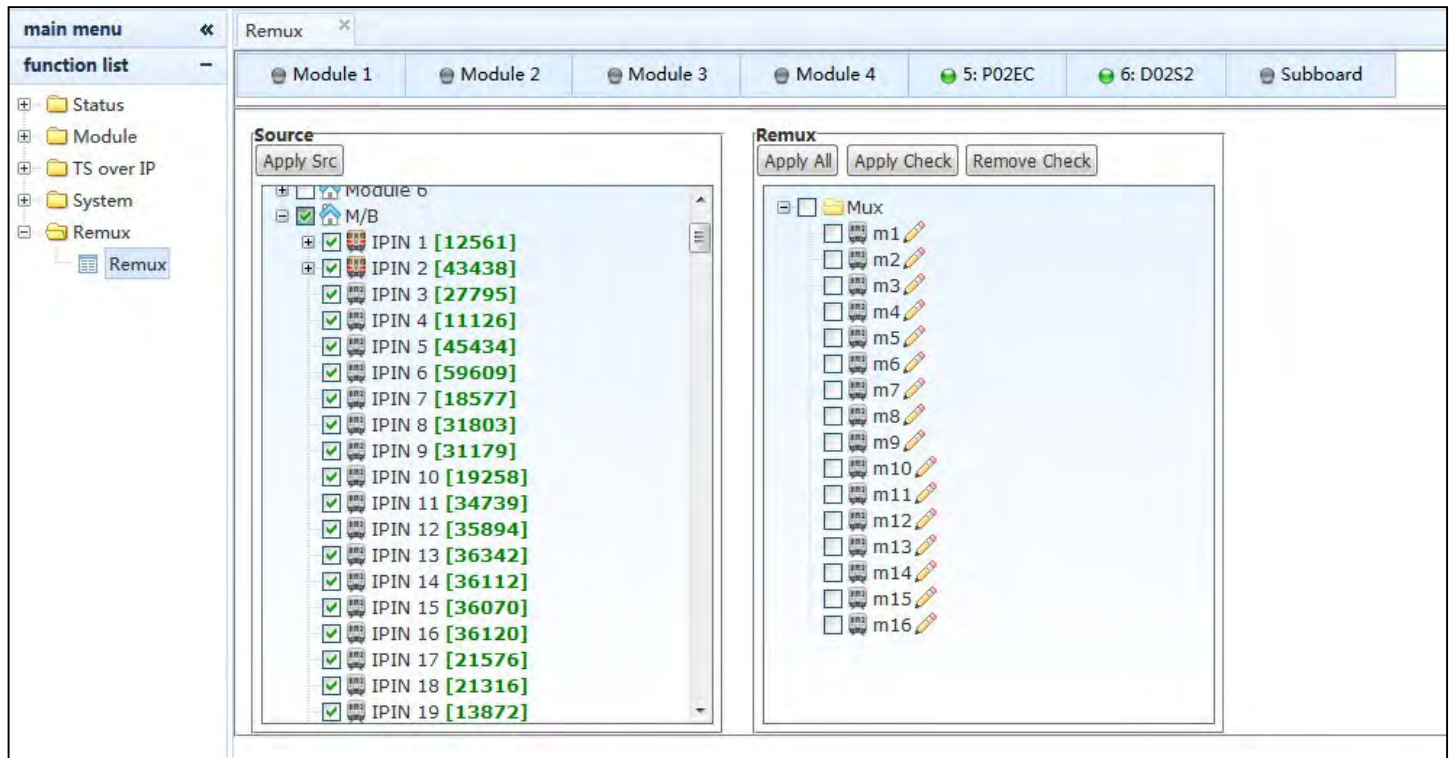 main menu «
function list −
Status
Module
TS over IP
System
Remux
Remux
Remux ×
Module 1 Module 2 Module 3 Module 4 5: P02EC 6: D02S2 Subboard
Source
Apply Src
Module 6
M/B
IPIN 1 [12561]
IPIN 2 [43438]
IPIN 3 [27795]
IPIN 4 [11126]
IPIN 5 [45434]
IPIN 6 [59609]
IPIN 7 [18577]
IPIN 8 [31803]
IPIN 9 [31179]
IPIN 10 [19258]
IPIN 11 [34739]
IPIN 12 [35894]
IPIN 13 [36342]
IPIN 14 [36112]
IPIN 15 [36070]
IPIN 16 [36120]
IPIN 17 [21576]
IPIN 18 [21316]
IPIN 19 [13872]
Remux
Apply All Apply Check Remove Check
Mux
m1
m2
m3
m4
m5
m6
m7
m8
m9
m10
m11
m12
m13
m14
m15
m16